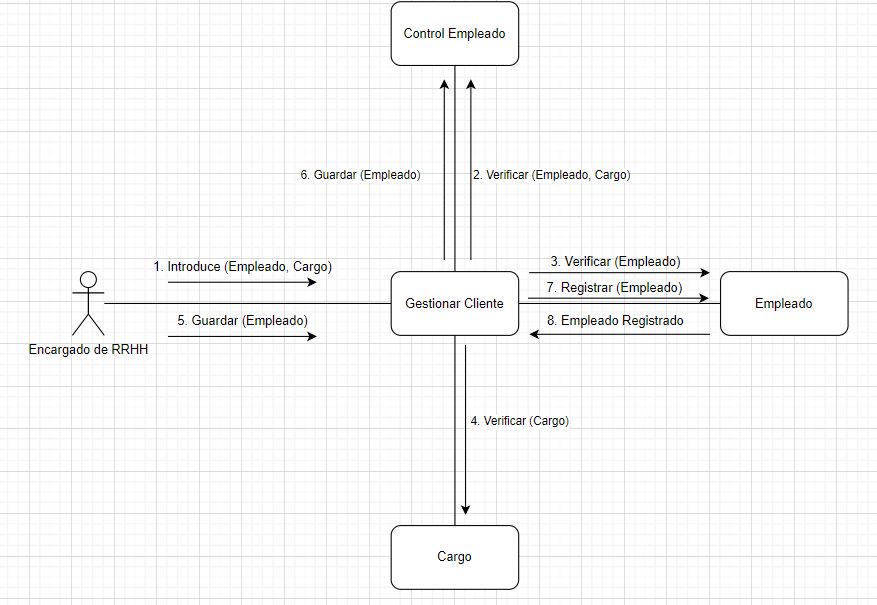 Control Empleado
6. Guardar (Empleado)
2. Verificar (Empleado, Cargo)
1. Introduce (Empleado, Cargo)
3. Verificar (Empleado)
7. Registrar (Empleado)
Gestionar Cliente
Empleado
5. Guardar (Empleado)
8. Empleado Registrado
Encargado de RRHH
4. Verificar (Cargo)
Cargo